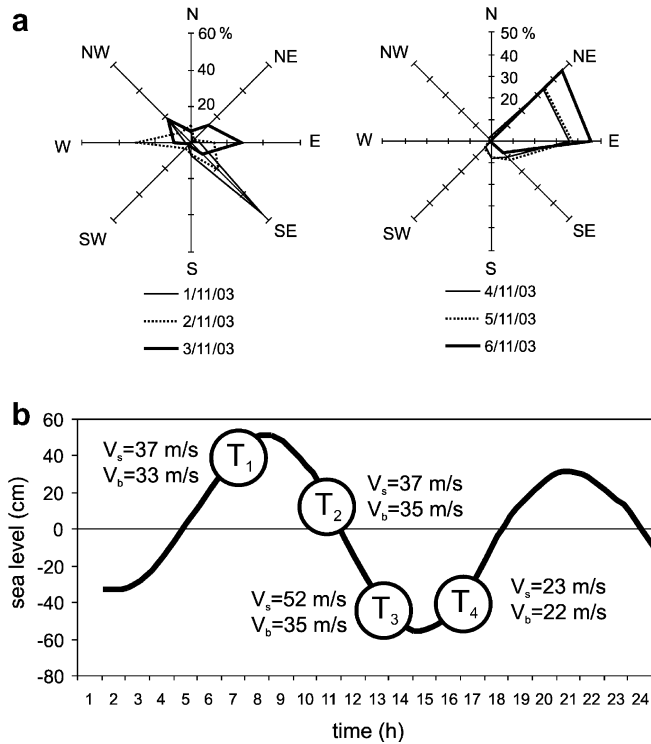 a
N
60 %
40
20
NW
NE
W
E
SW
SE
S
1/11/03
2/11/03
3/11/03
N
50 %
40
30
20
NW
NE
W
E
SW
SE
S
4/11/03
5/11/03
6/11/03
b
60
40
20
0
-20
-40
-60
-80
sea level (cm)
Vs=37 m/s
Vb=33 m/s
T1
T2
Vs=37 m/s
Vb=35 m/s
Vs=52 m/s
Vb=35 m/s
T3
T4
Vs=23 m/s
Vb=22 m/s
1 2 3 4 5 6 7 8 9 10 11 12 13 14 15 16 17 18 19 20 21 22 23 24
time (h)